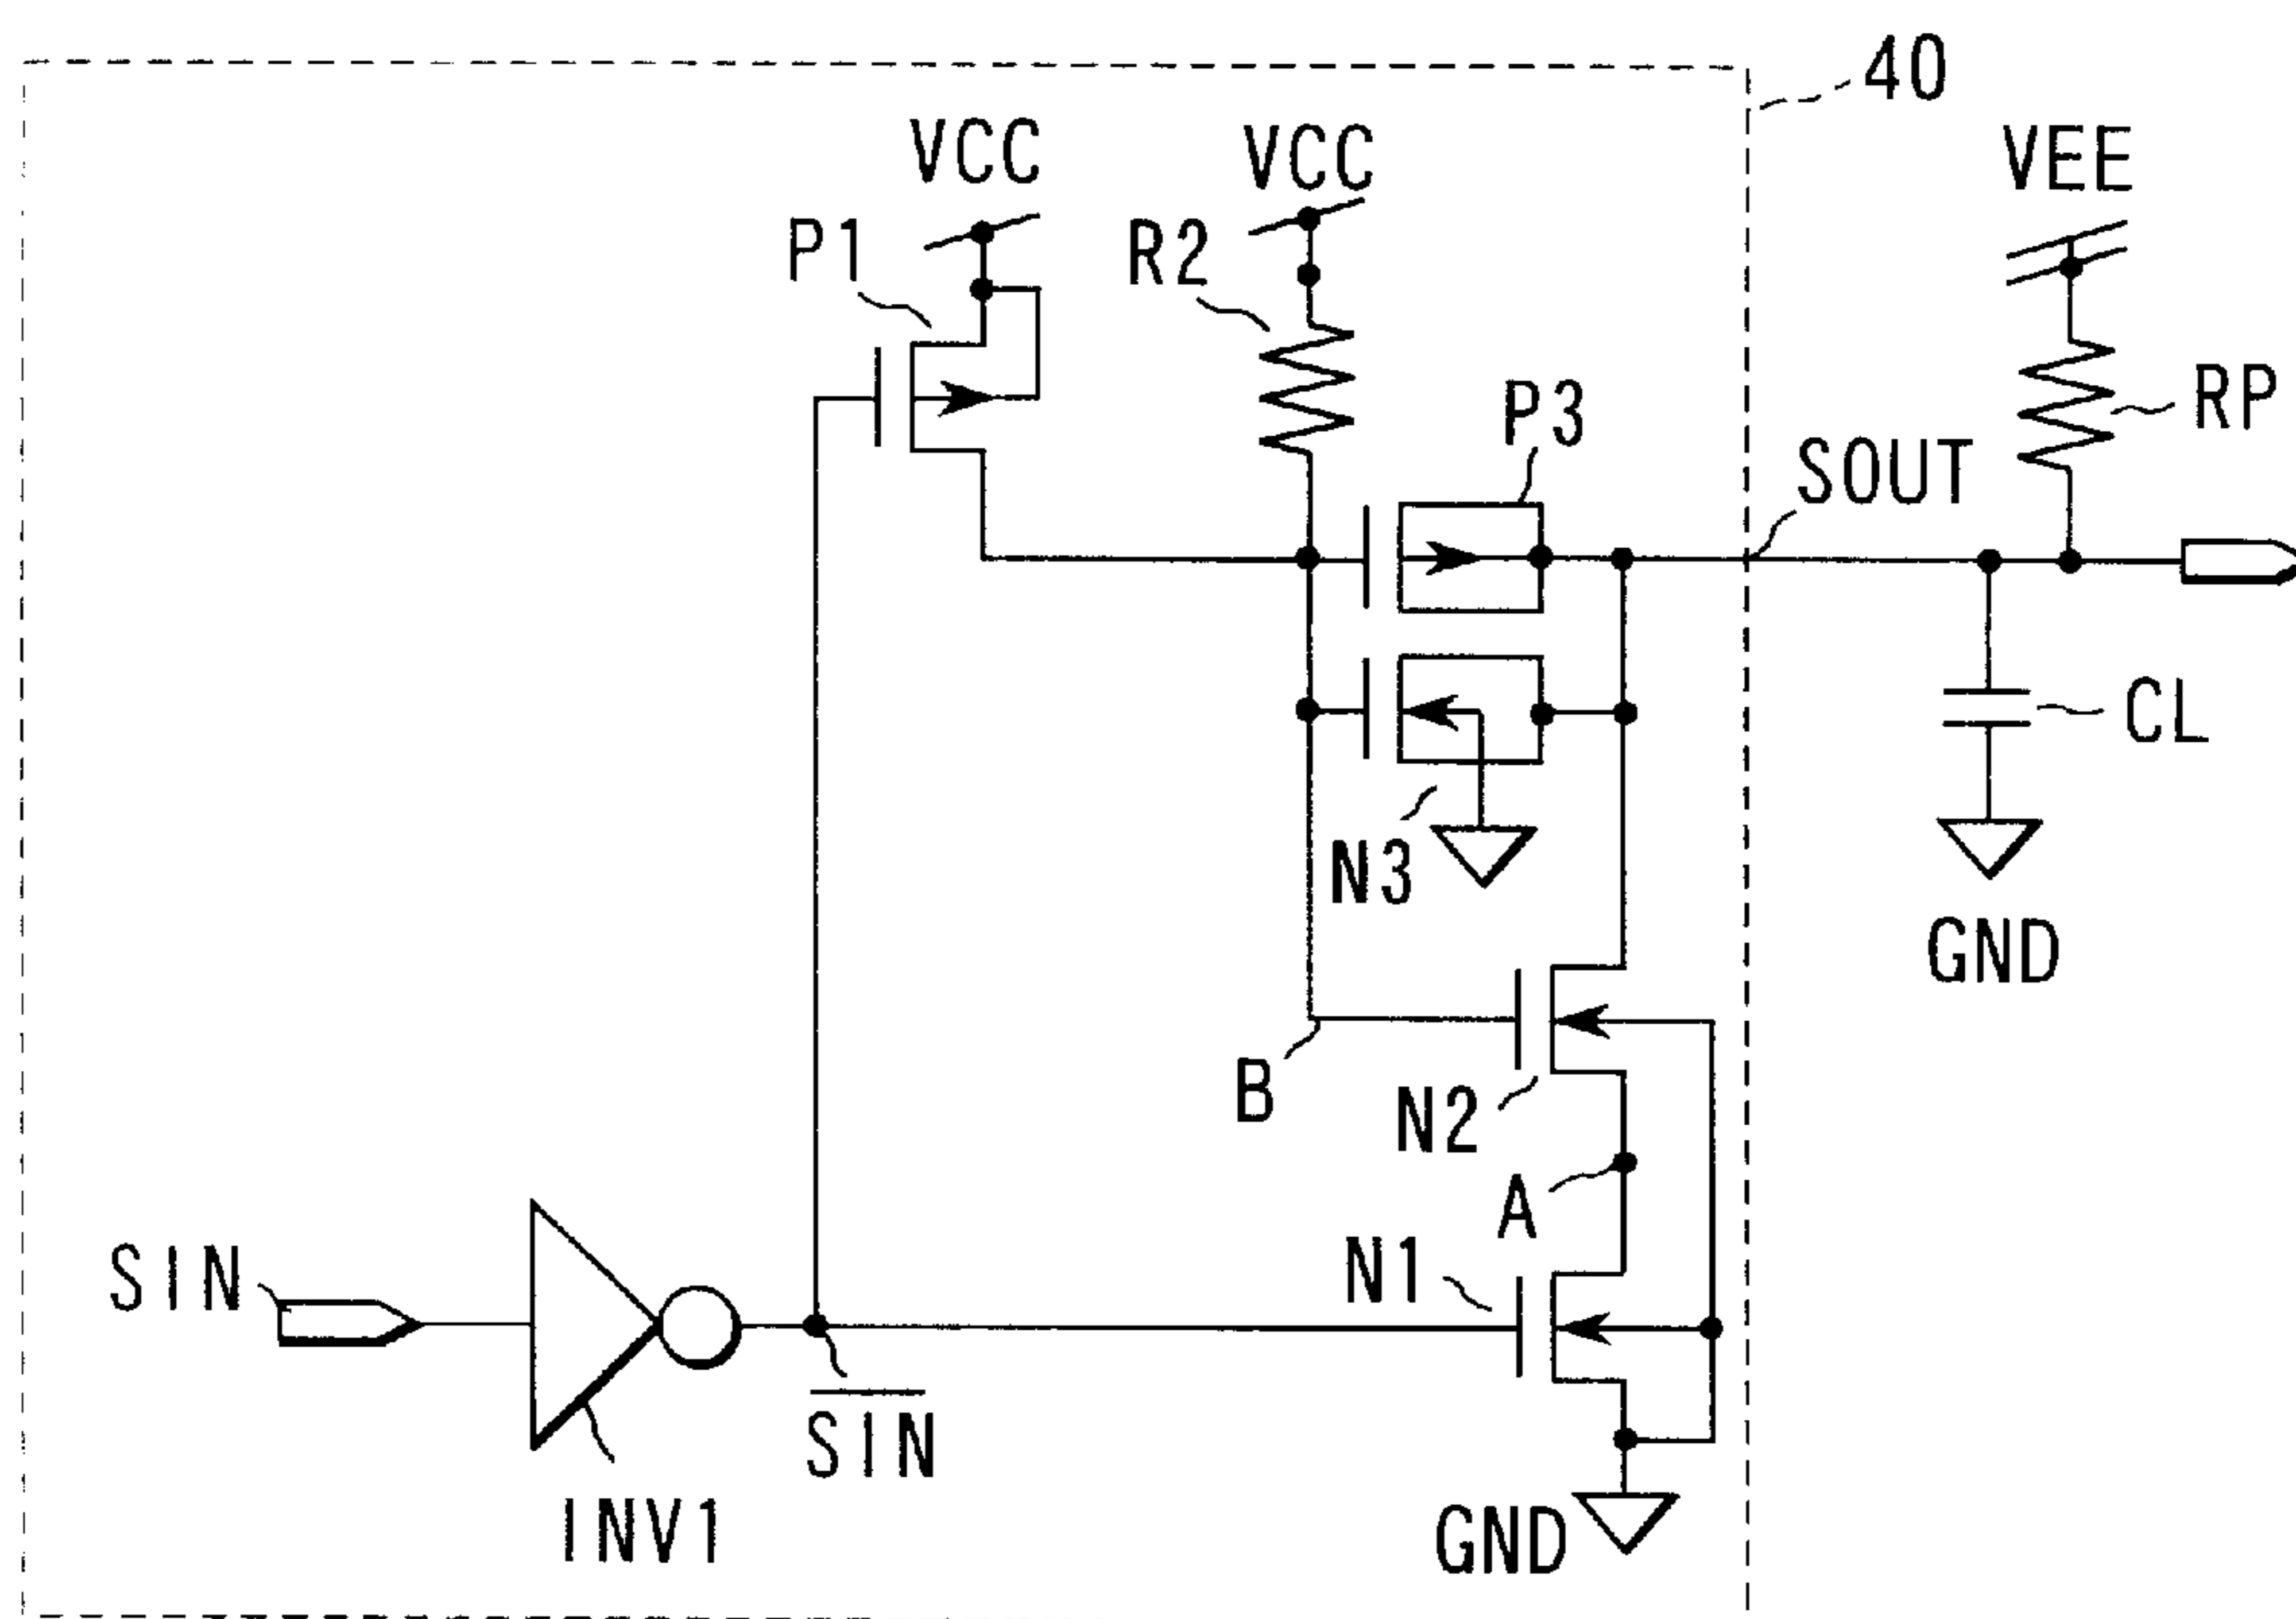 40
VCC
VCC
VEE
P1
R2
P3
RP
SOUT
CL
N3
GND
B
N2
A
N1
SIN
SIN
INV1
GND